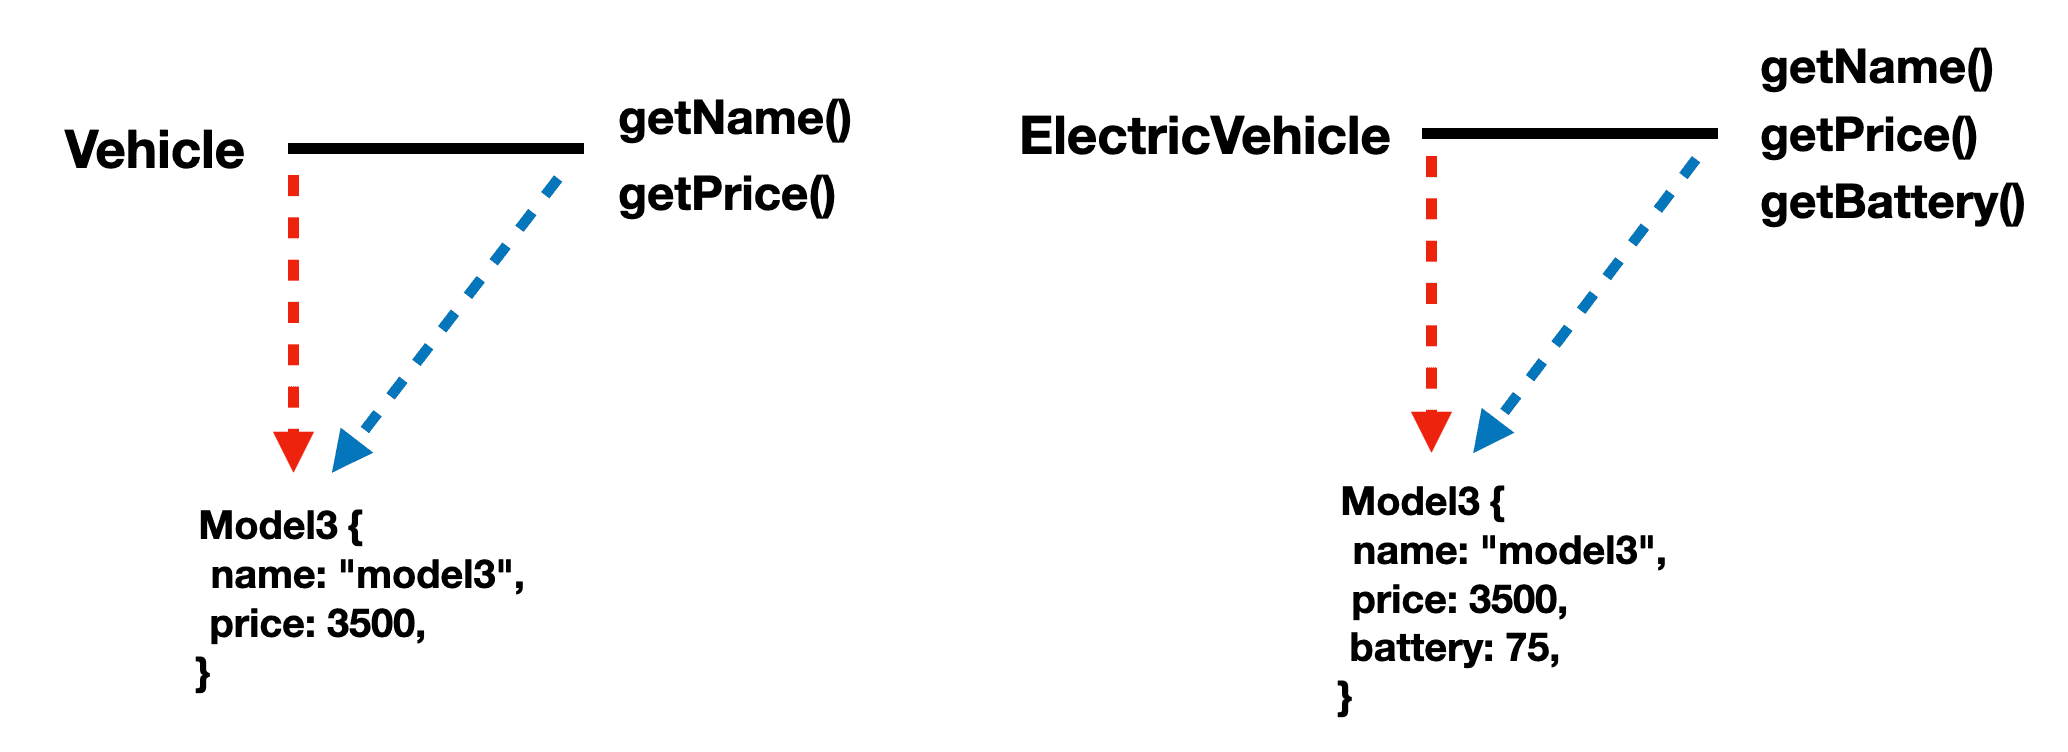 Vehicle
getName()
getPrice()
Model3 {
name: "model3",
price: 3500,
}
ElectricVehicle
getName()
getPrice()
getBattery()
Model3 {
name: "model3",
price: 3500,
battery: 75,
}